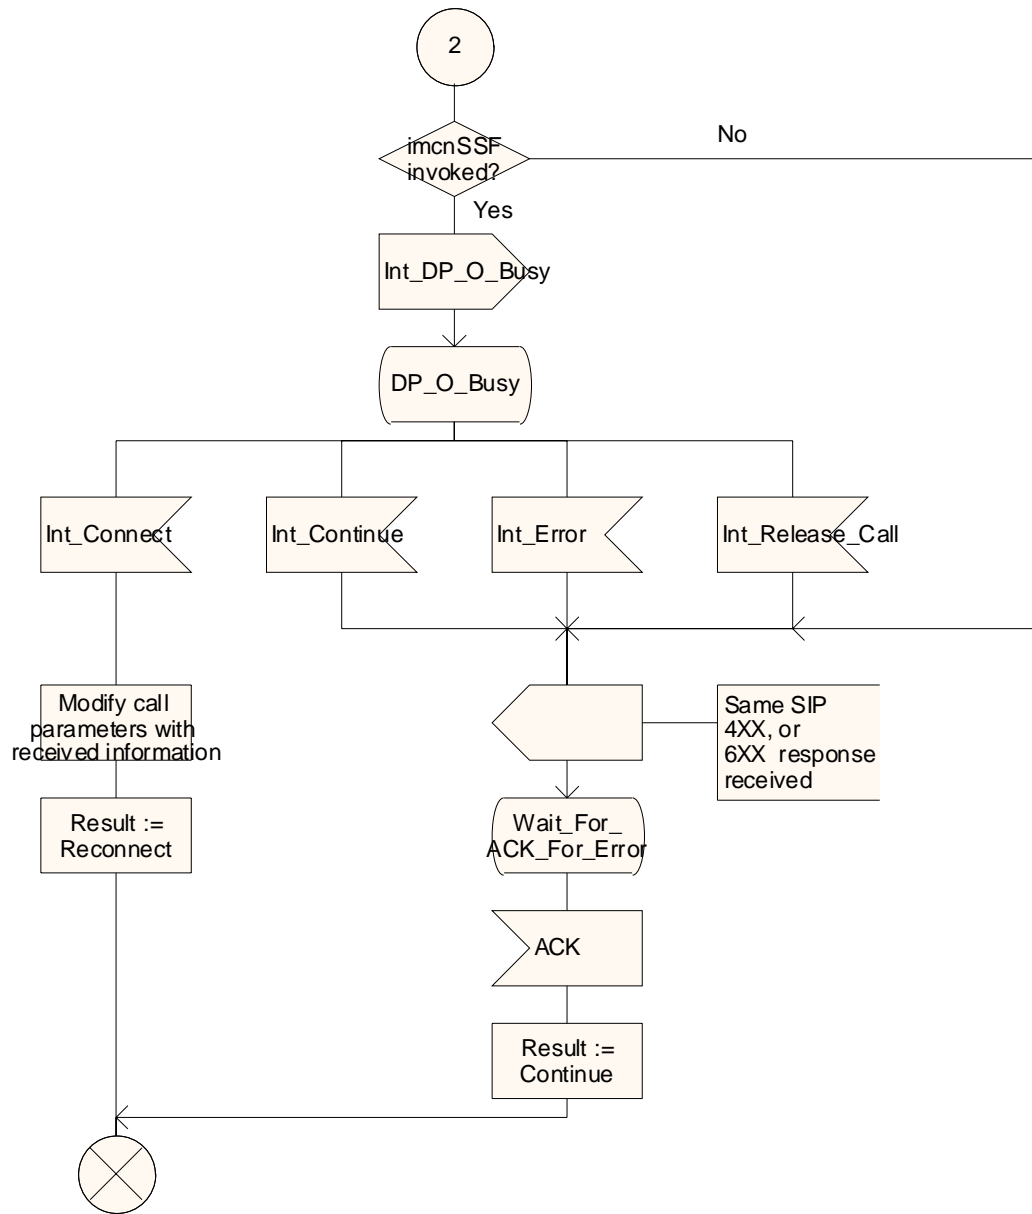 2
imcnSSF
invoked?
No
Yes
Int_DP_O_Busy
DP_O_Busy
Int_Connect
Int_Continue
Int_Error
Int_Release_Call
Modify call
parameters with
received information
Same SIP
4XX, or
6XX response
received
Result :=
Reconnect
Wait_For_
ACK_For_Error
ACK
Result :=
Continue